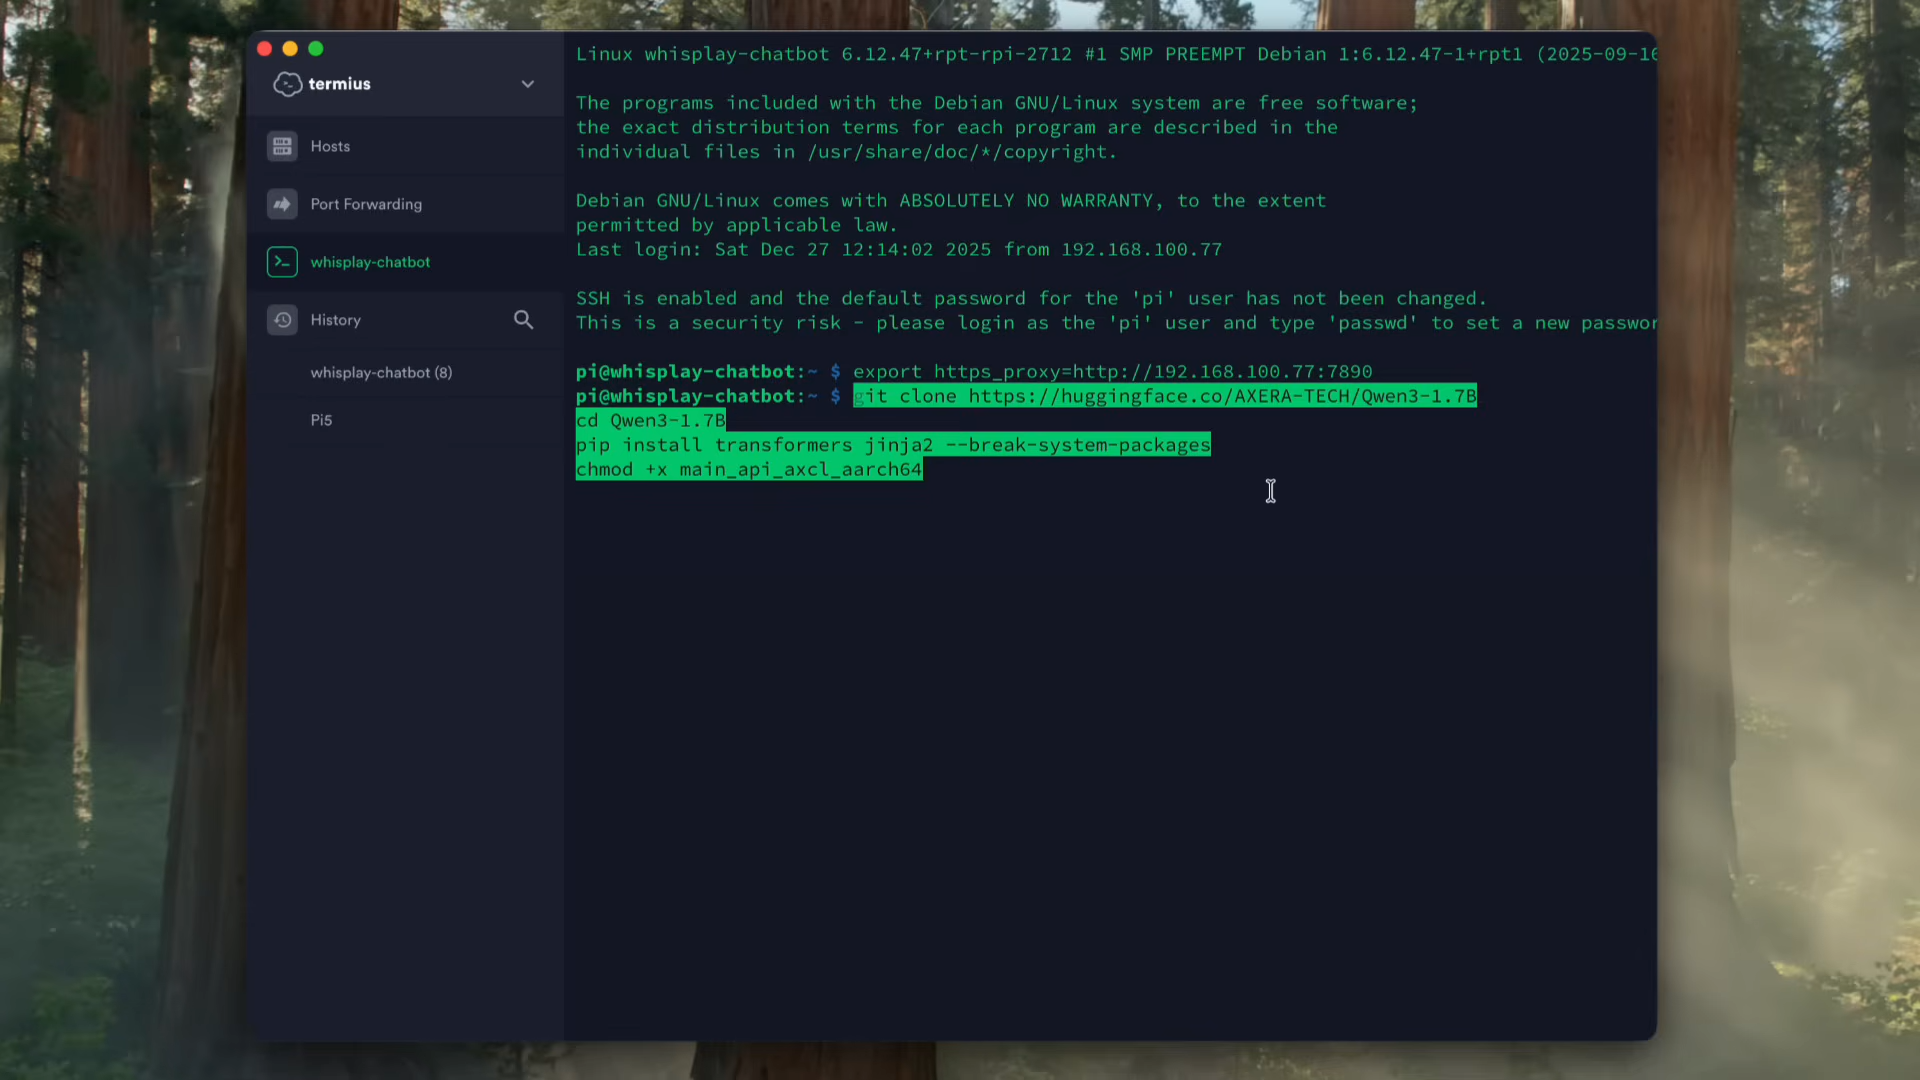 termius
Hosts
Port Forwarding
whisplay-chatbot
History
whisplay-chatbot (8)
Pi5
Linux whisplay-chatbot 6.12.47+rpt-rpi-2712 #1 SMP PREEMPT Debian 1:6.12.47-1+rpt1 (2025-09-16
The programs included with the Debian GNU/Linux system are free software;
the exact distribution terms for each program are described in the
individual files in /usr/share/doc/*/copyright.
Debian GNU/Linux comes with ABSOLUTELY NO WARRANTY, to the extent
permitted by applicable law.
Last login: Sat Dec 27 12:14:02 2025 from 192.168.100.77
SSH is enabled and the default password for the 'pi' user has not been changed.
This is a security risk - please login as the 'pi' user and type 'passwd' to set a new passwor
pi@whisplay-chatbot:~ $ export https_proxy=http://192.168.100.77:7890
pi@whisplay-chatbot:~ $ git clone https://huggingface.co/AXERA-TECH/Qwen3-1.7B
cd Qwen3-1.7B
pip install transformers jinja2 --break-system-packages
chmod +x main_api_axcl_aarch64